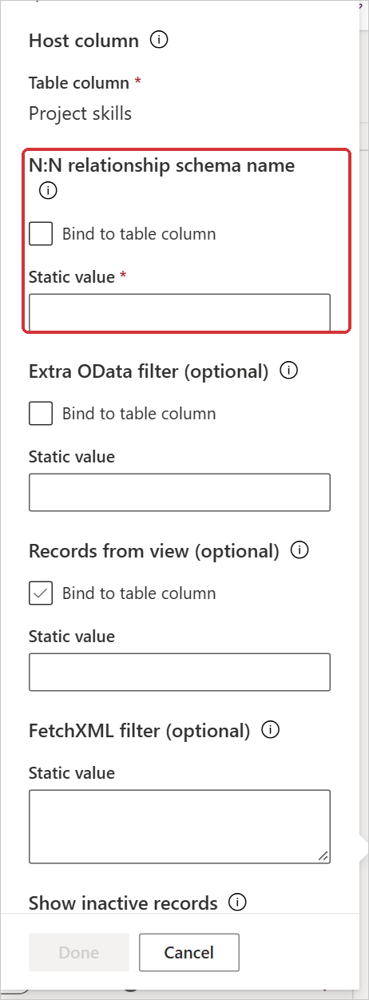 Host column
Table column *
Project skills
N:N relationship schema name
Bind to table column
Static value *
Extra OData filter (optional)
Bind to table column
Static value
Records from view (optional)
Bind to table column
Static value
FetchXML filter (optional)
Static value
Show inactive records
Done
Cancel